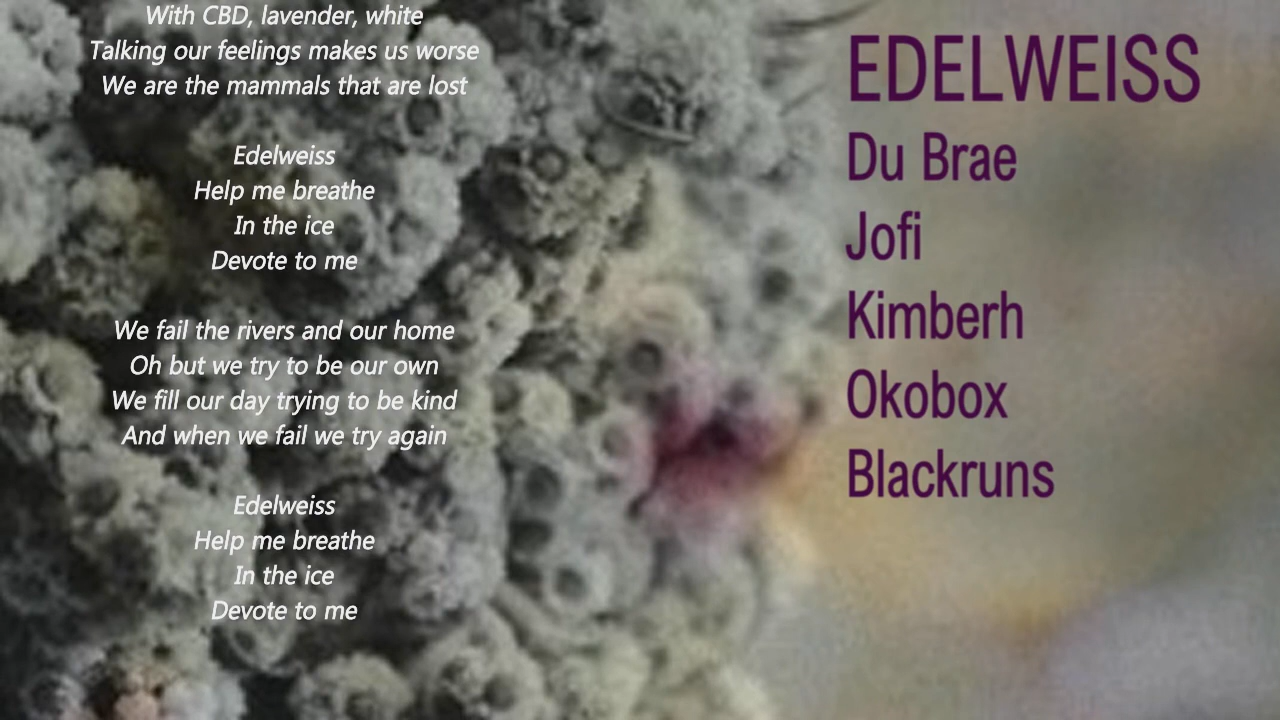 With CBD, lavender, white
Talking our feelings makes us worse
We are the mammals that are lost
Edelweiss
Help me breathe
In the ice
Devote to me
We fail the rivers and our home
Oh but we try to be our own
We fill our day trying to be kind
And when we fail we try again
Edelweiss
Help me breathe
In the ice
Devote to me
EDELWEISS
Du Brae
Jofi
Kimberh
Okobox
Blackruns